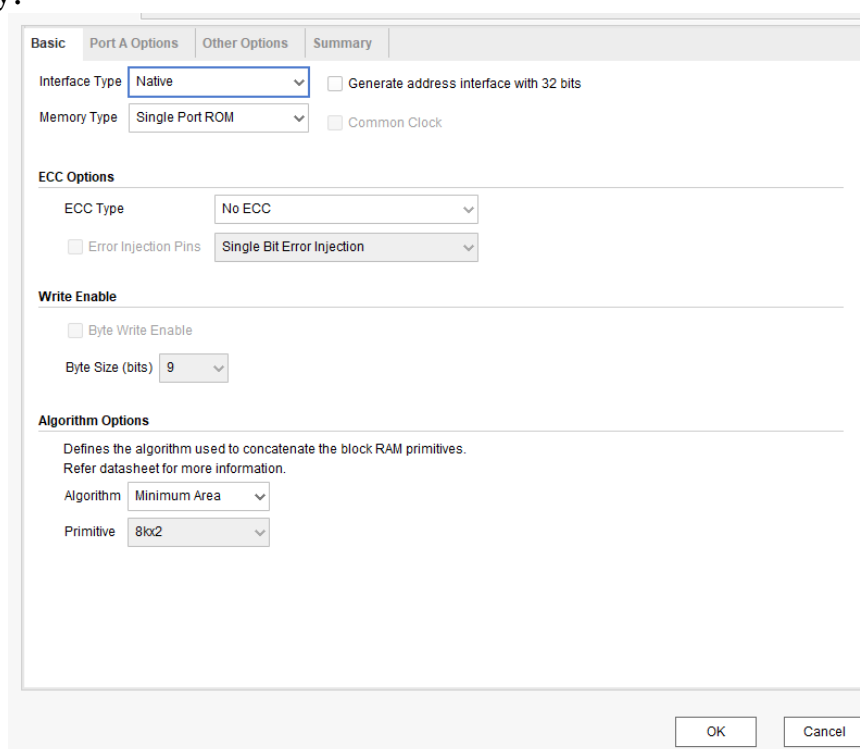 Basic Port A Options Other Options Summary
Interface Type Native Generate address interface with 32 bits
Memory Type Single Port ROM Common Clock
ECC Options
ECC Type No ECC
Error Injection Pins Single Bit Error Injection
Write Enable
Byte Write Enable
Byte Size (bits) 9
Algorithm Options
Defines the algorithm used to concatenate the block RAM primitives.
Refer datasheet for more information.
Algorithm Minimum Area
Primitive 8kx2
OK Cancel